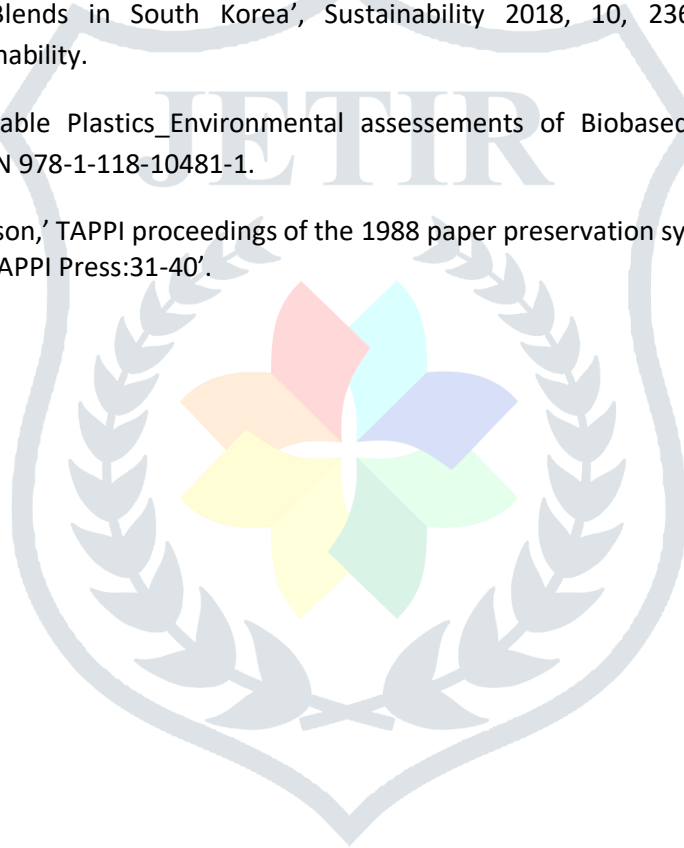 Blends in South Korea’, Sustainability 2018, 10, 236
nability.
able Plastics_Environmental assessements of Biobased
N 978-1-118-10481-1.
son,’ TAPPI proceedings of the 1988 paper preservation sy
APPI Press:31-40’.
JETIR